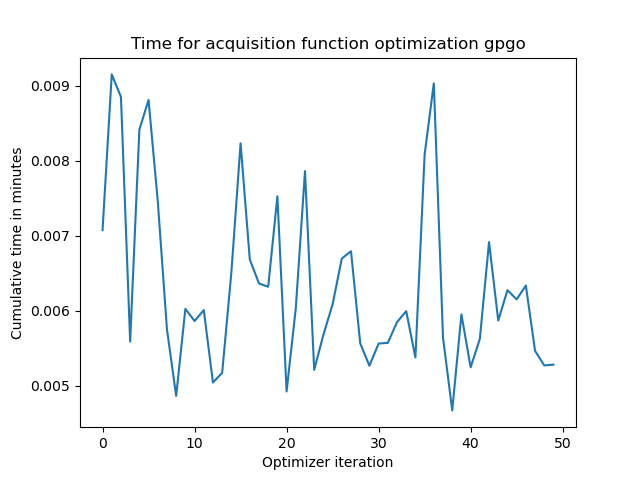 Time for acquisition function optimization gpgo
0.009
0.008
0.007
0.006
0.005
Cumulative time in minutes
0 10 20 30 40 50
Optimizer iteration